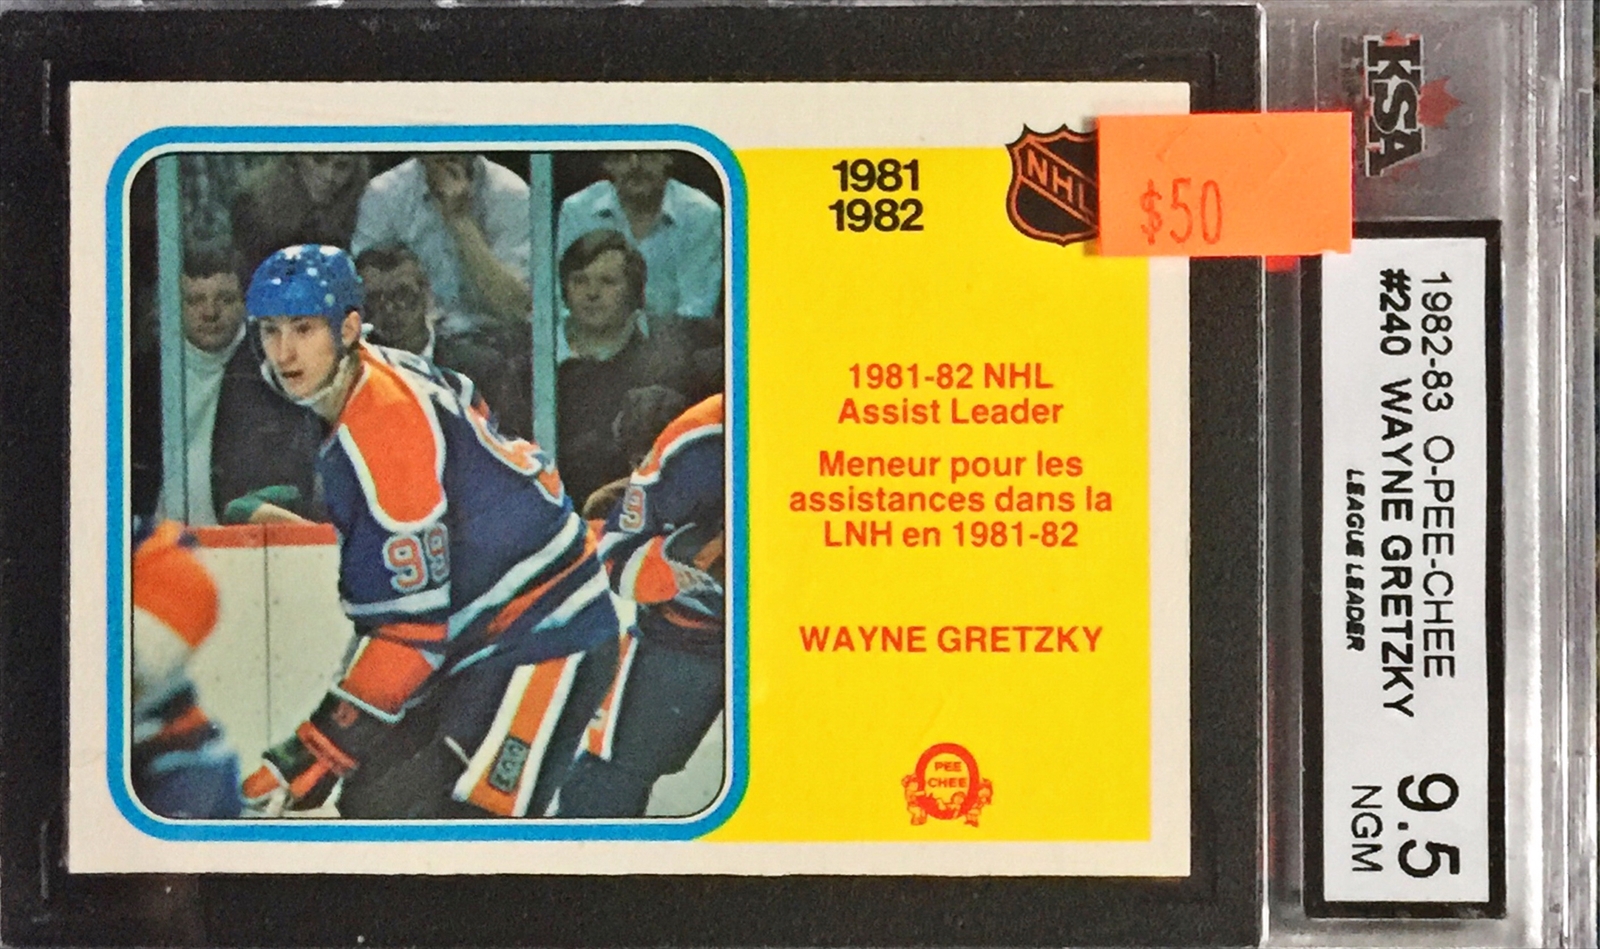 1981
1982
NHL
$50
1981-82 NHL
Assist Leader
Meneur pour les
assistances dans la
LNH en 1981-82
WAYNE GRETZKY
PEE
CHEE
99
KSA
1982-83 O-PEE-CHEE
#240 WAYNE GRETZKY
LEAGUE LEADER
9.5
NGM